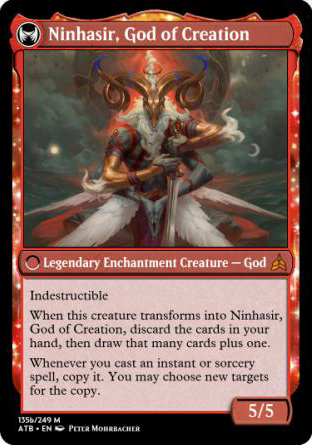 Ninhasir, God of Creation
Legendary Enchantment Creature — God
Indestructible
When this creature transforms into Ninhasir,
God of Creation, discard the cards in your
hand, then draw that many cards plus one.
Whenever you cast an instant or sorcery
spell, copy it. You may choose new targets
for the copy.
5/5
135b/249 M
ATB • EN Peter Mohrbacher